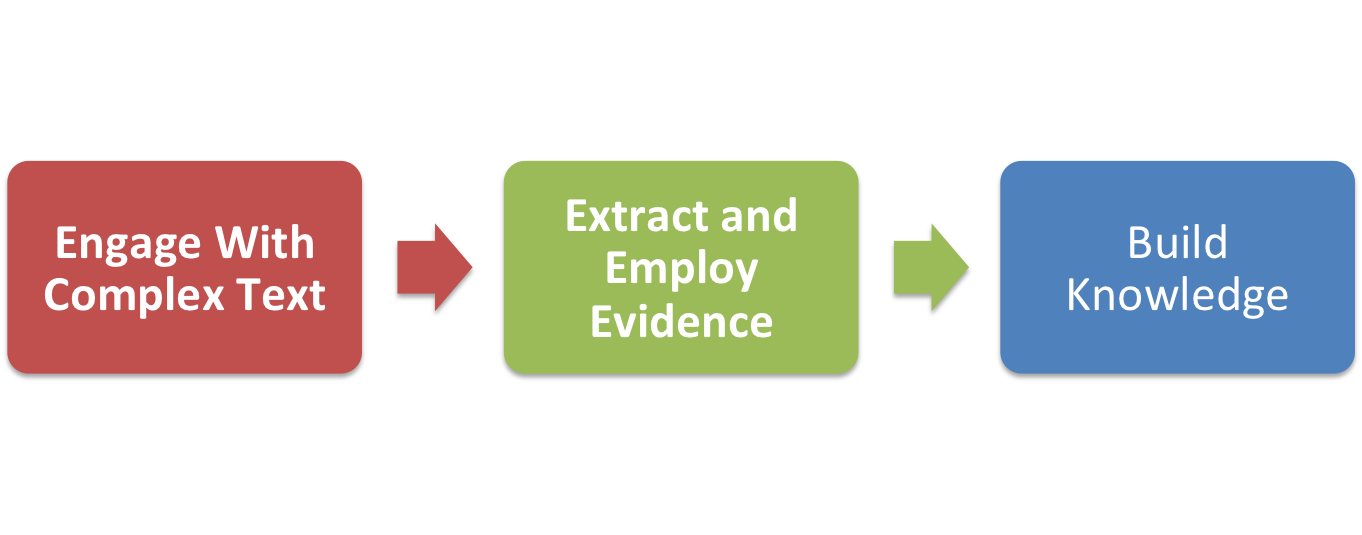 Engage With
Complex Text
Extract and
Employ
Evidence
Build
Knowledge